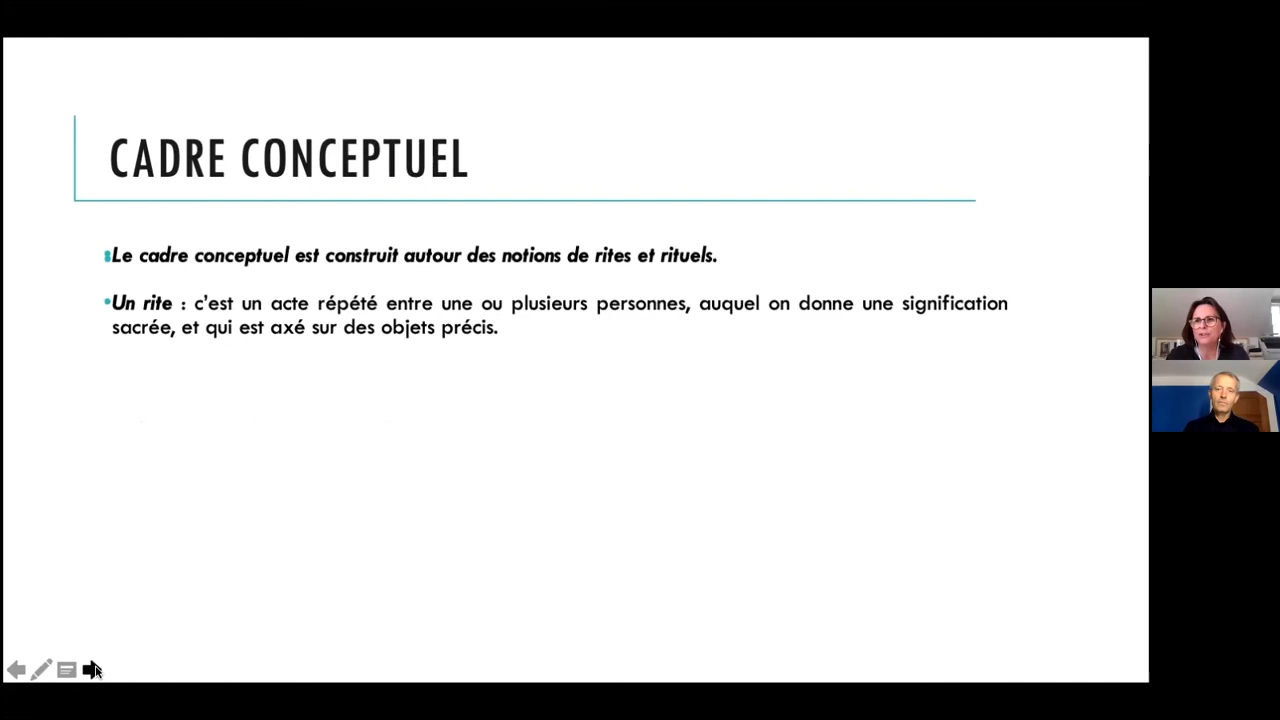 CADRE CONCEPTUEL
Le cadre conceptuel est construit autour des notions de rites et rituels.
•Un rite : c’est un acte répété entre une ou plusieurs personnes, auquel on donne une signification
sacrée, et qui est axé sur des objets précis.